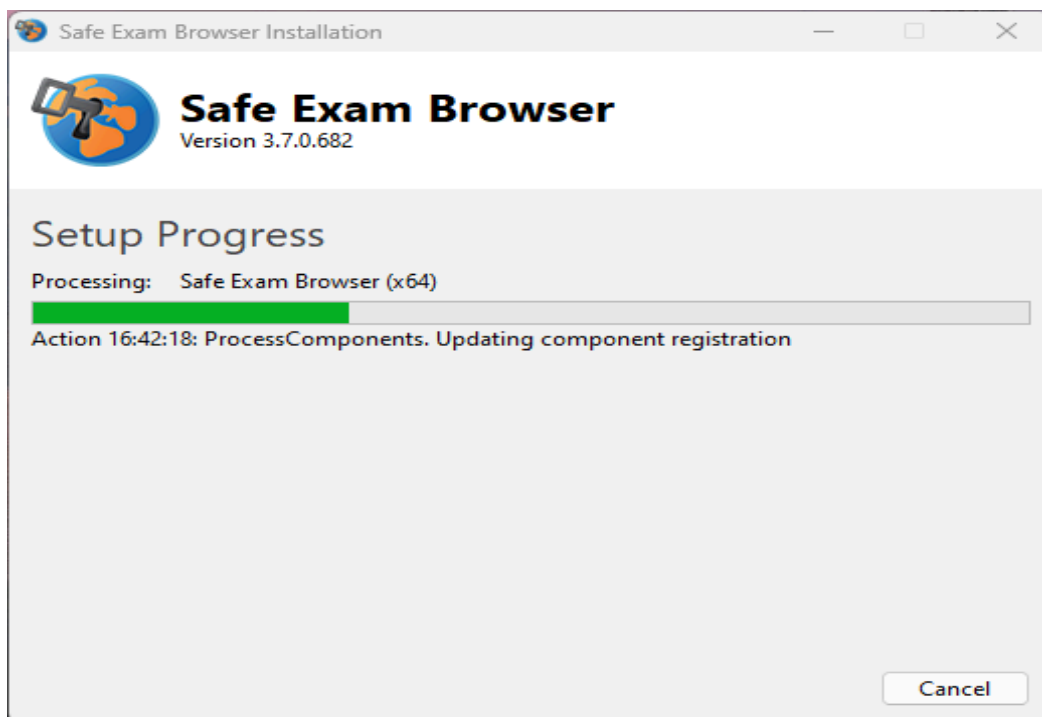 Safe Exam Browser Installation
Safe Exam Browser
Version 3.7.0.682
Setup Progress
Processing: Safe Exam Browser (x64)
Action 16:42:18: ProcessComponents. Updating component registration
Cancel